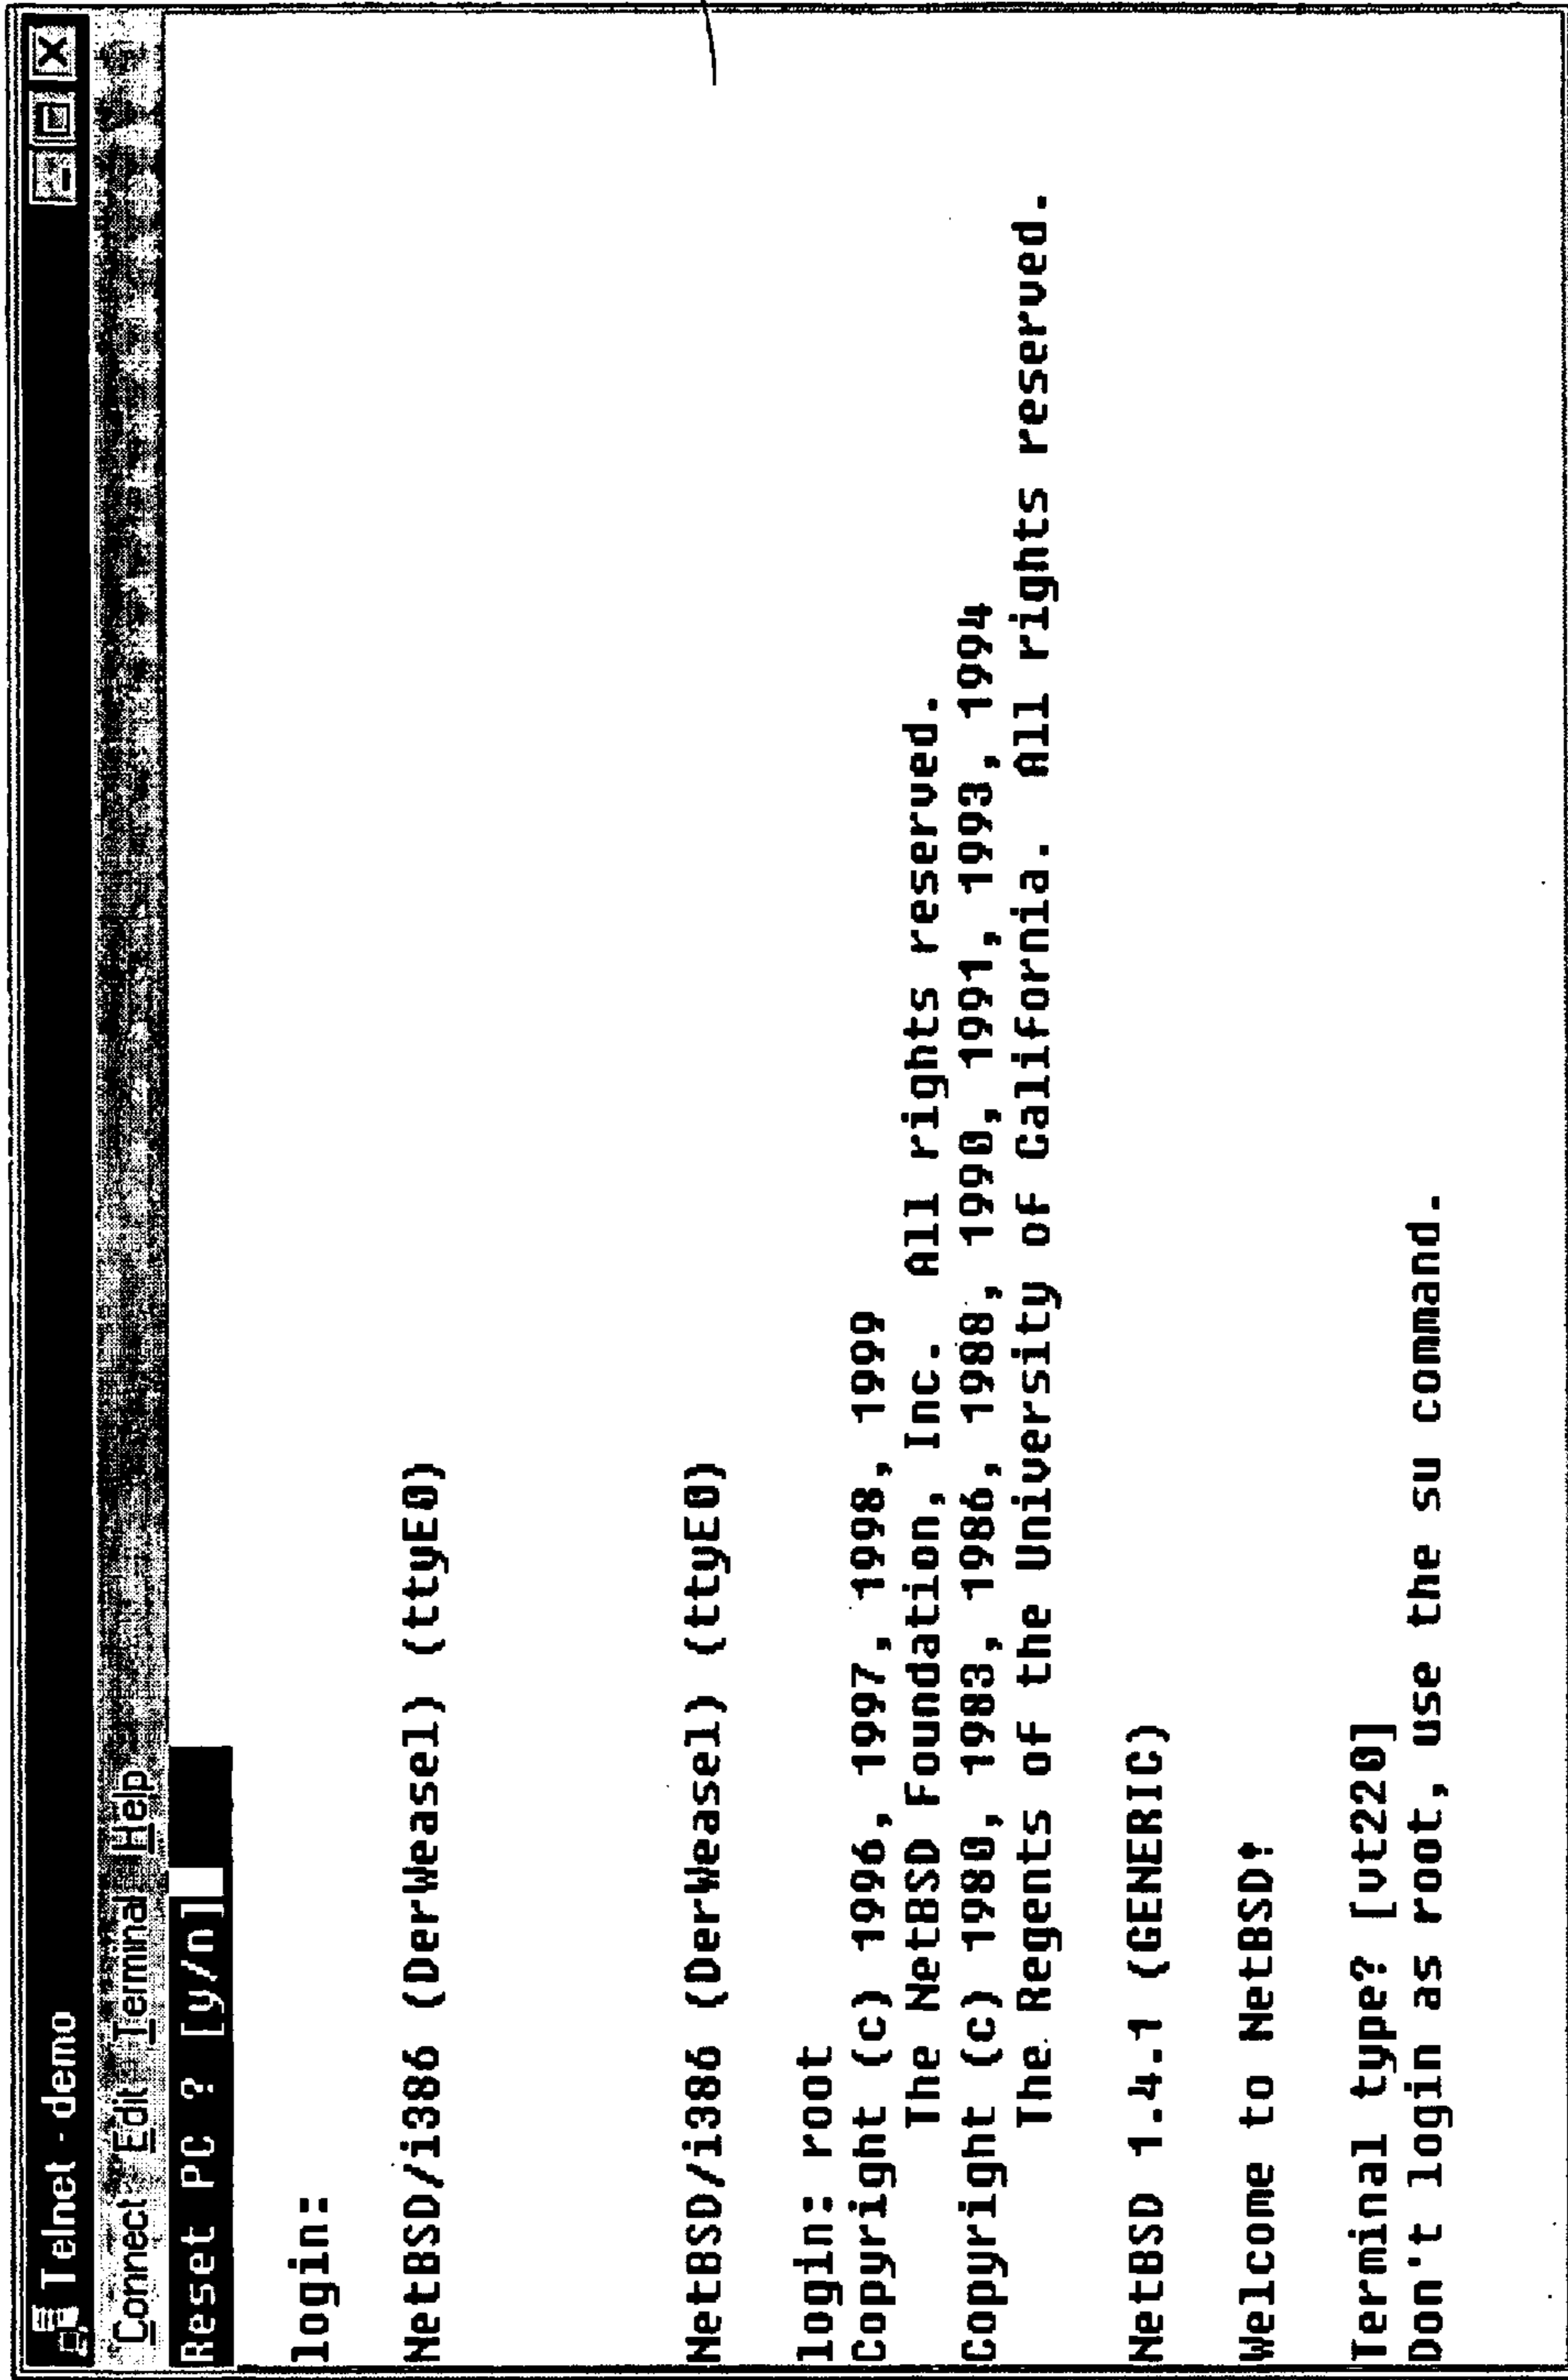 Telnet - demo
Connect Edit Terminal Help
Reset PC ? [y/n]
login:
NetBSD/i386 (DerWeasel) (ttyE0)
NetBSD/i386 (DerWeasel) (ttyE0)
login: root
Copyright (c) 1996, 1997, 1998, 1999
The NetBSD Foundation, Inc. All rights reserved.
Copyright (c) 1980, 1983, 1986, 1988, 1990, 1991, 1993, 1994
The Regents of the University of California. All rights reserved.
NetBSD 1.4.1 (GENERIC)
Welcome to NetBSD!
Terminal type? [vt220]
Don't login as root, use the su command.